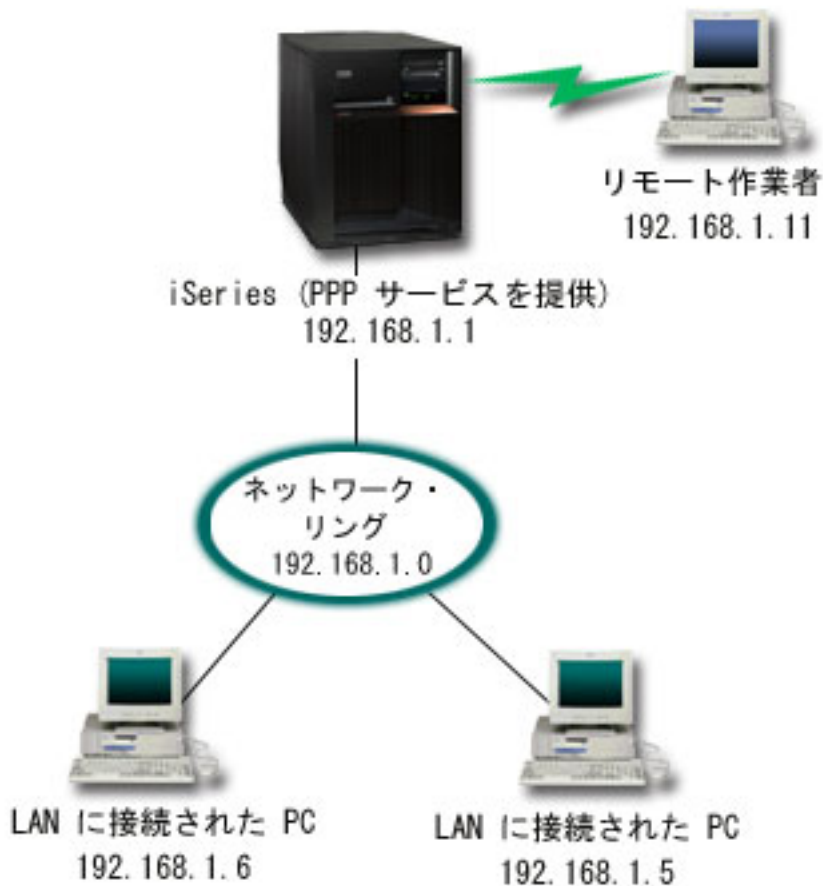 リモート作業者
192.168.1.11
iSeries (PPP サービスを提供)
192.168.1.1
ネットワーク・
リング
192.168.1.0
LAN に接続された PC
192.168.1.6
LAN に接続された PC
192.168.1.5